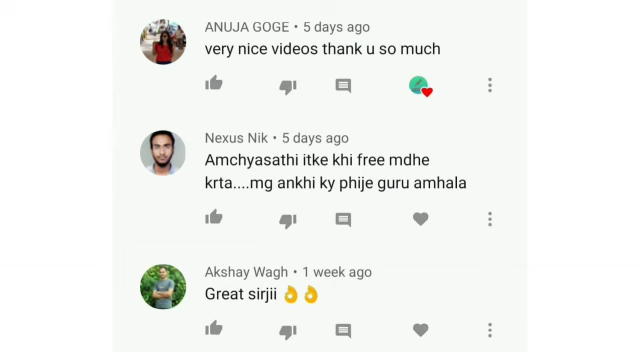 ANUJA GOGE • 5 days ago
very nice videos thank u so much
Nexus Nik • 5 days ago
Amchyasathi itke khi free mdhe
krta....mg ankhi ky phije guru amhala
Akshay Wagh • 1 week ago
Great sirjii 👌👌